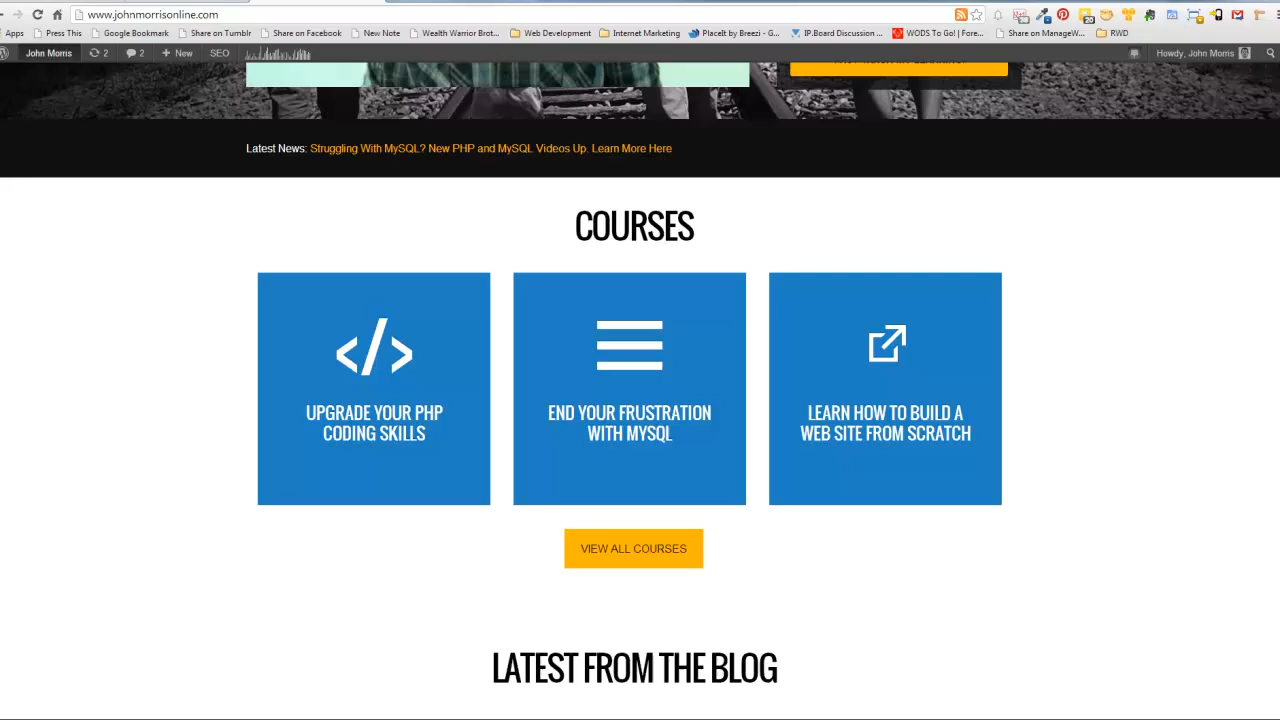 www.johnmorrisonline.com
Apps Press This Google Bookmark Share on Tumblr Share on Facebook New Note Wealth Warrior Brot... Web Development Internet Marketing PlaceIt by Breezi - G... IP.Board Discussion ... WODS To Go! | Fore... Share on ManageW... RWD
John Morris 2 2 + New SEO Howdy, John Morris
Latest News: Struggling With MySQL? New PHP and MySQL Videos Up. Learn More Here
COURSES
UPGRADE YOUR PHP
CODING SKILLS
END YOUR FRUSTRATION
WITH MYSQL
LEARN HOW TO BUILD A
WEB SITE FROM SCRATCH
VIEW ALL COURSES
LATEST FROM THE BLOG